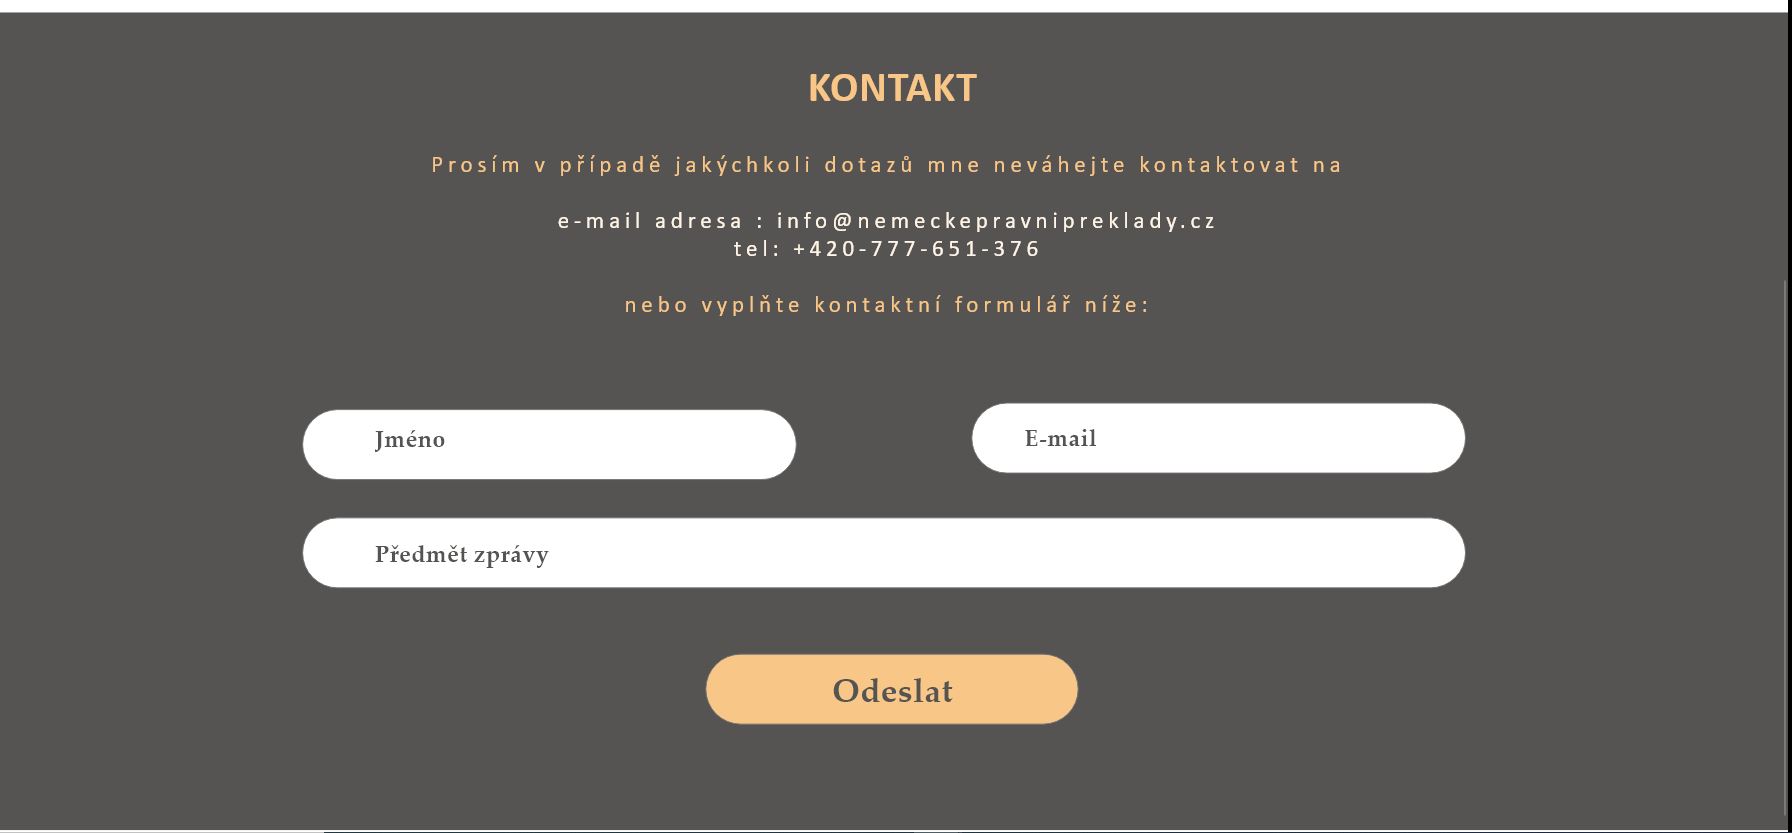 KONTAKT
Prosím v případě jakýchkoli dotazů mne neváhejte kontaktovat na
e-mail adresa : info@nemeckepravnipreklady.cz
tel: +420-777-651-376
nebo vyplňte kontaktní formulář níže:
Jméno
E-mail
Předmět zprávy
Odeslat